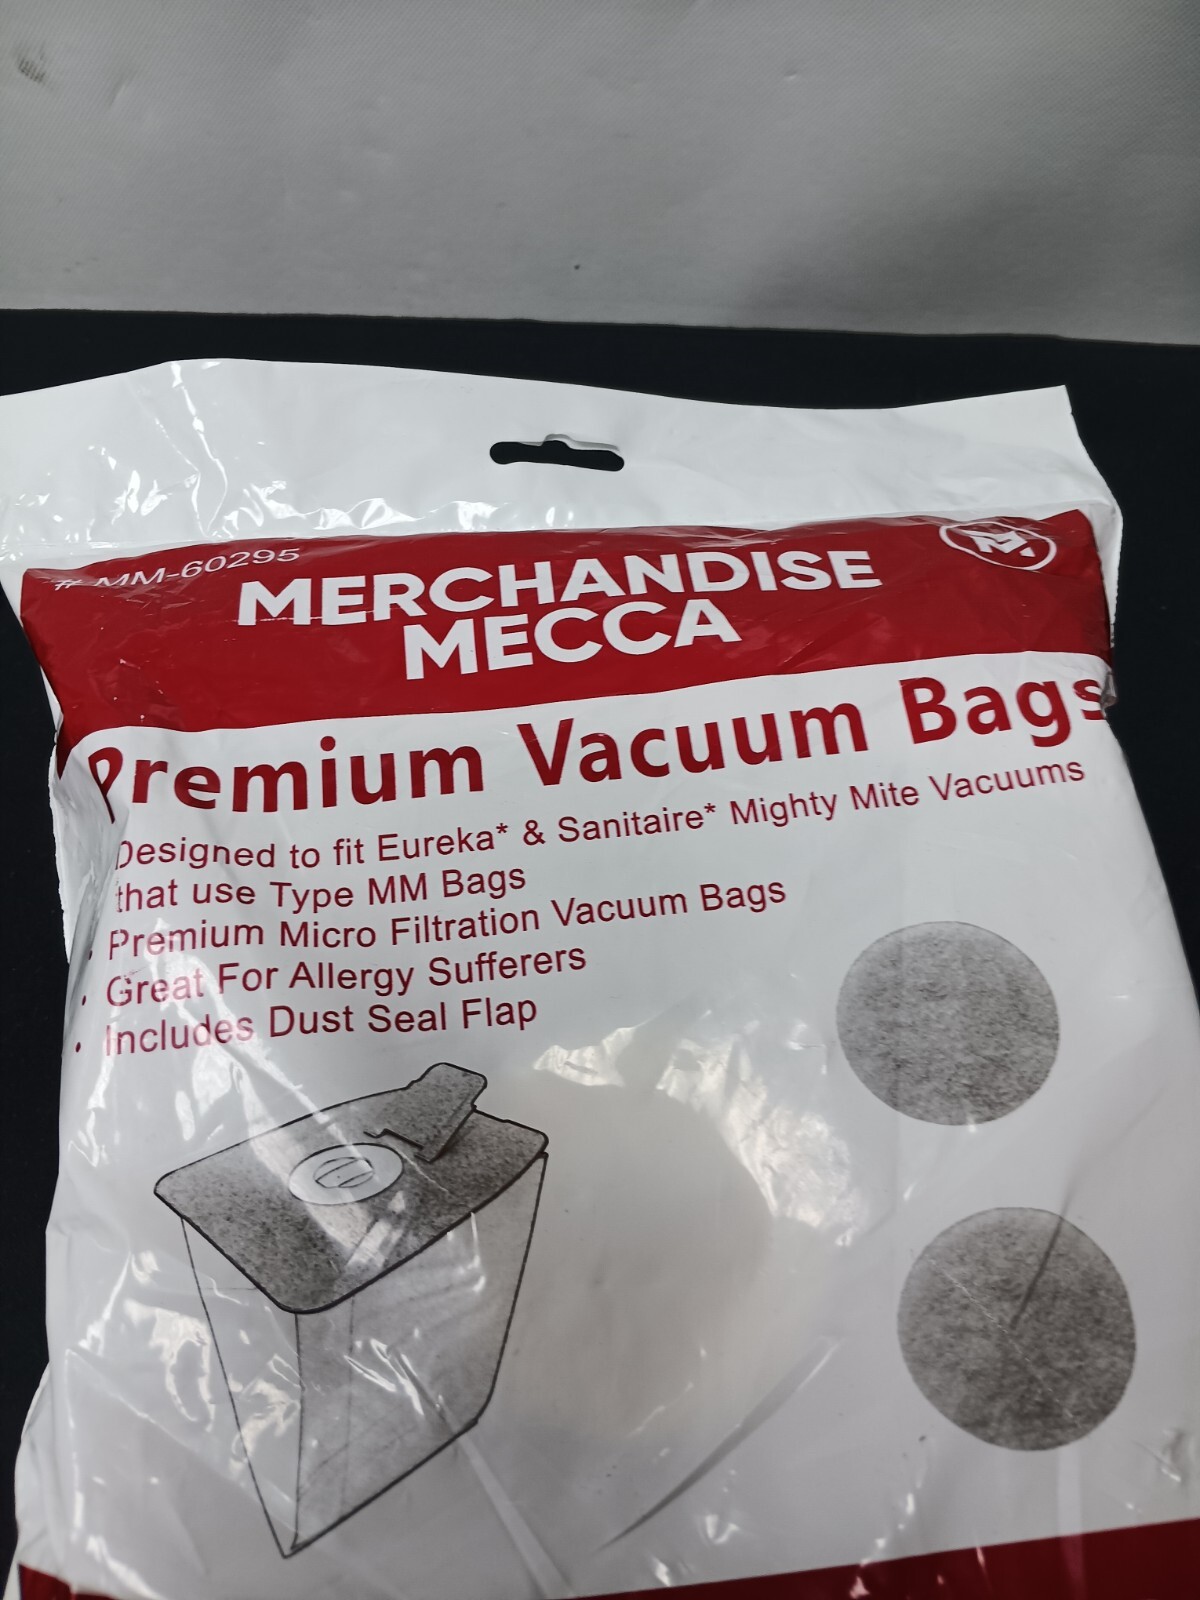 # MM-60295
MERCHANDISE
MECCA
M
Premium Vacuum Bags
Designed to fit Eureka* & Sanitaire* Mighty Mite Vacuums
that use Type MM Bags
• Premium Micro Filtration Vacuum Bags
• Great For Allergy Sufferers
• Includes Dust Seal Flap